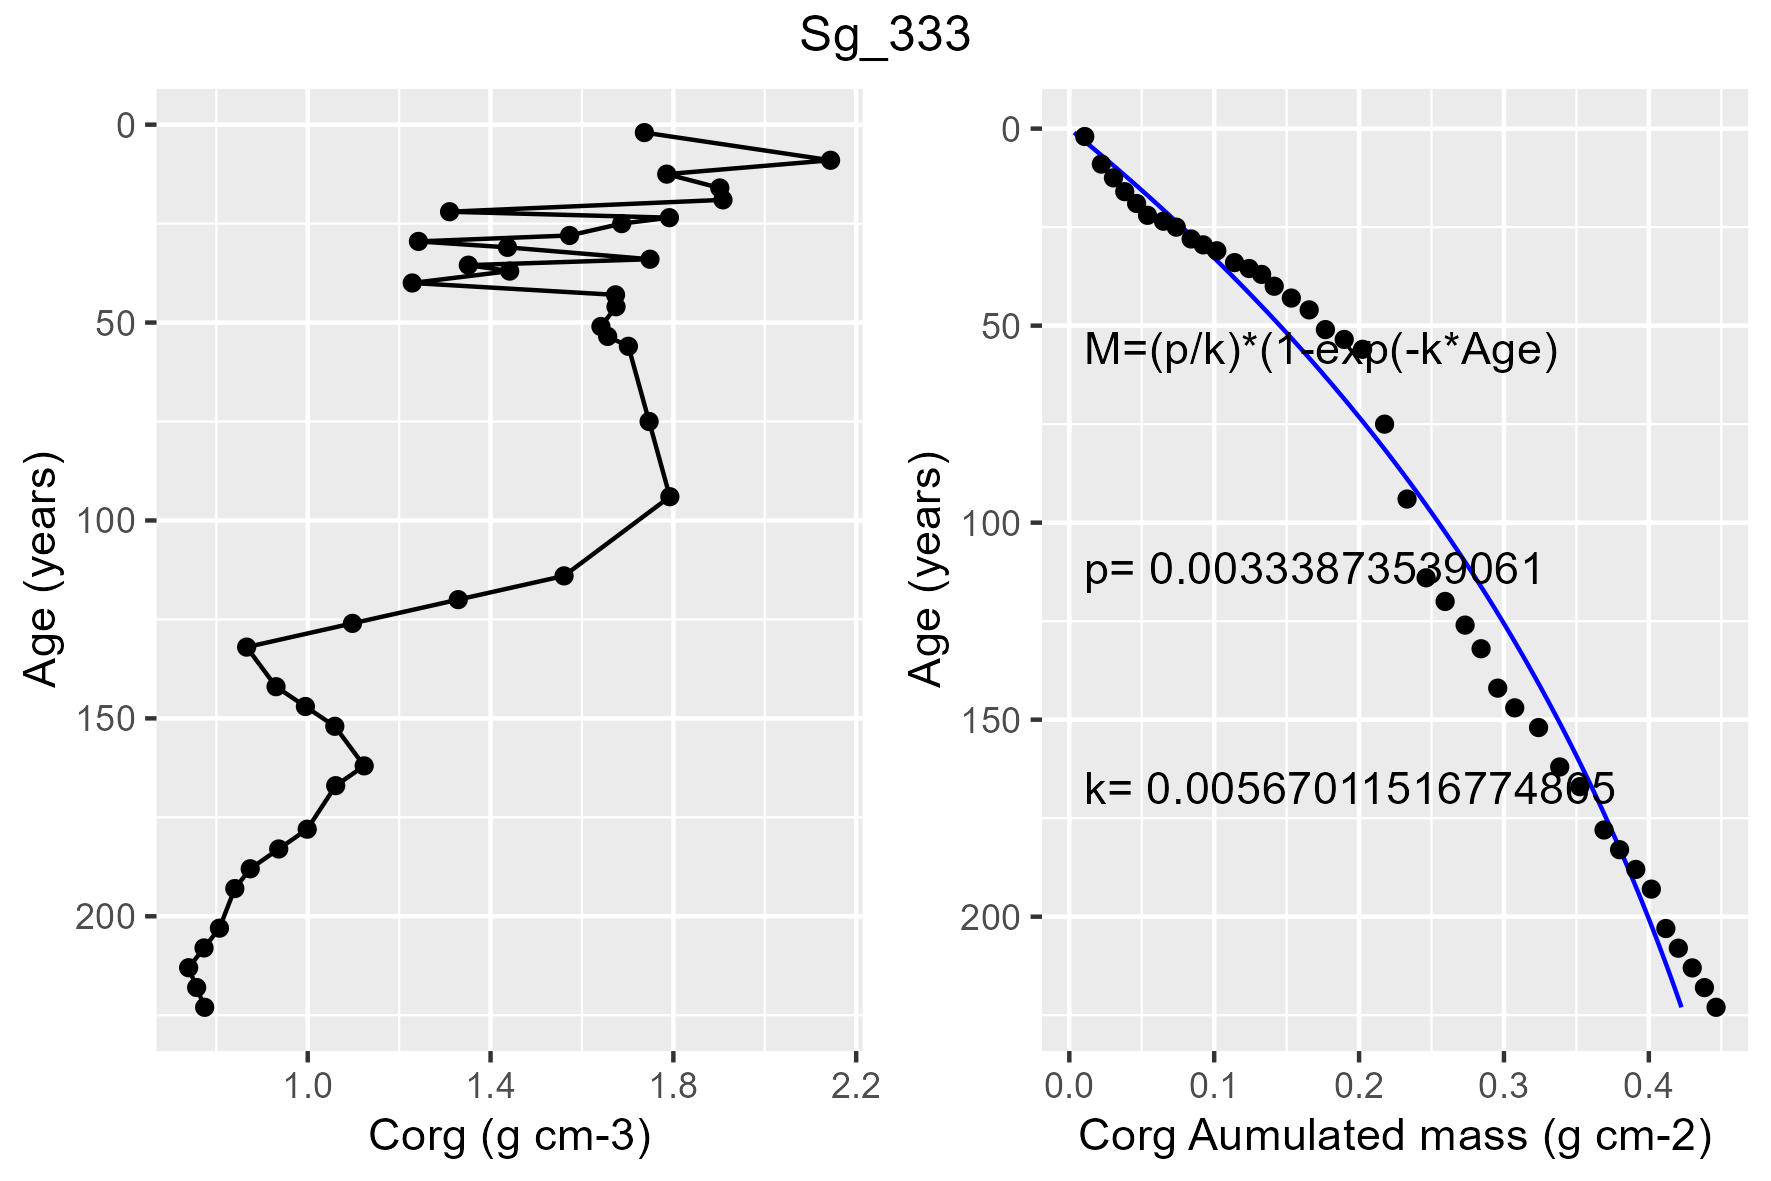 Sg_333
0
50
100
150
200
Age (years)
1.0 1.4 1.8 2.2
Corg (g cm-3)
0
50
100
150
200
Age (years)
M=(p/k)*(1-exp(-k*Age)
p= 0.00333873539061
k= 0.00567011516774805
0.0 0.1 0.2 0.3 0.4
Corg Aumulated mass (g cm-2)